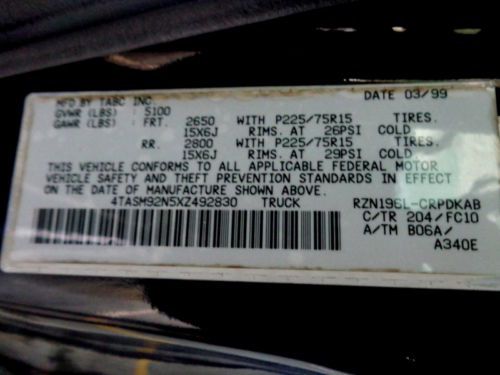 MFD BY TABC INC DATE 03/99
GVWR (LBS) 5100
GAWR (LBS) FRT. 2650 WITH P225/75R15 TIRES.
15X6J RIMS. AT 26PSI COLD
RR. 2800 WITH P225/75R15 TIRES.
15X6J RIMS. AT 29PSI COLD
THIS VEHICLE CONFORMS TO ALL APPLICABLE FEDERAL MOTOR
VEHICLE SAFETY AND THEFT PREVENTION STANDARDS IN EFFECT
ON THE DATE OF MANUFACTURE SHOWN ABOVE.
4TASM92N5XZ492830 TRUCK RZN196L-CRPDKAB
C/TR 204/FC10
A/TM B06A/
A340E